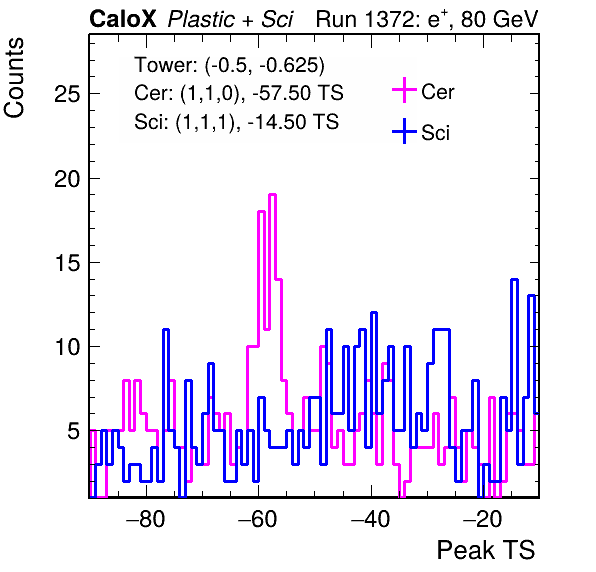 CaloX Plastic + Sci Run 1372: e+, 80 GeV
Tower: (-0.5, -0.625)
Cer: (1,1,0), -57.50 TS
Sci: (1,1,1), -14.50 TS
Cer
Sci
Counts
25
20
15
10
5
−80 −60 −40 −20
Peak TS